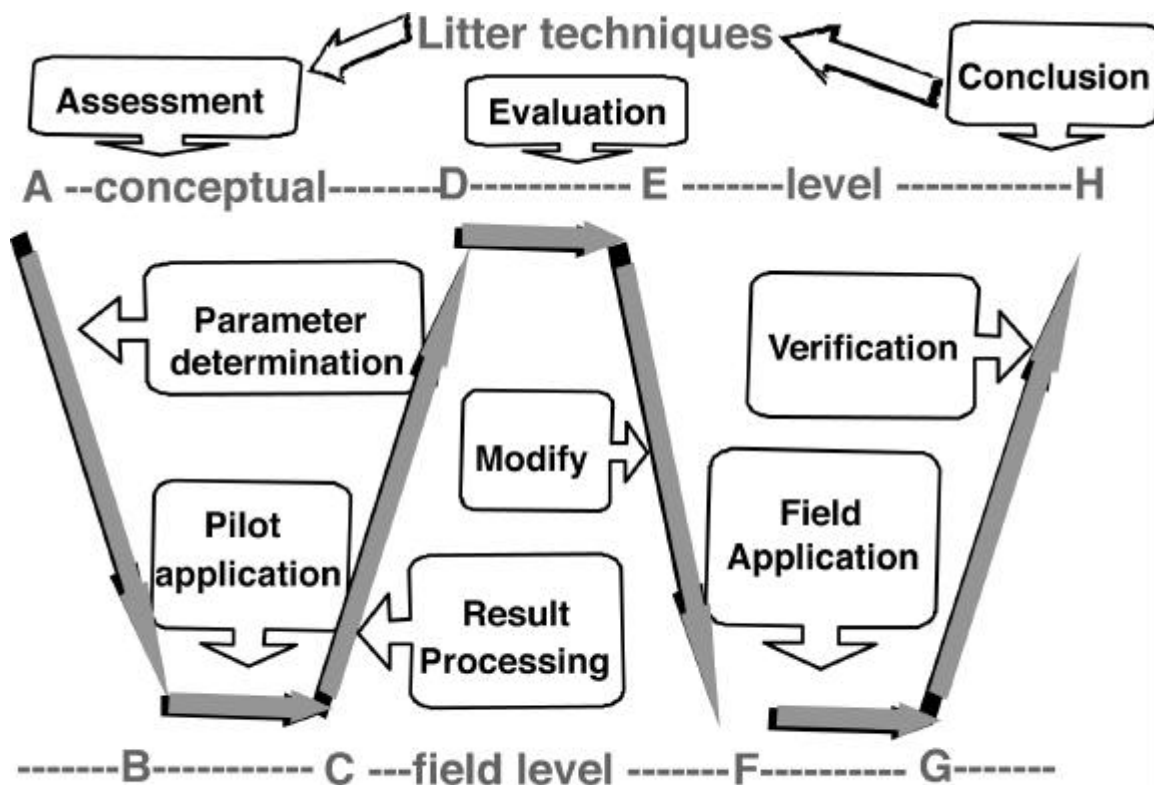 Litter techniques
Assessment
Evaluation
Conclusion
A --conceptual--------D-----------E -------level ------------H
Parameter
determination
Verification
Modify
Pilot
application
Field
Application
Result
Processing
------B-----------C ---field level -------F----------G------